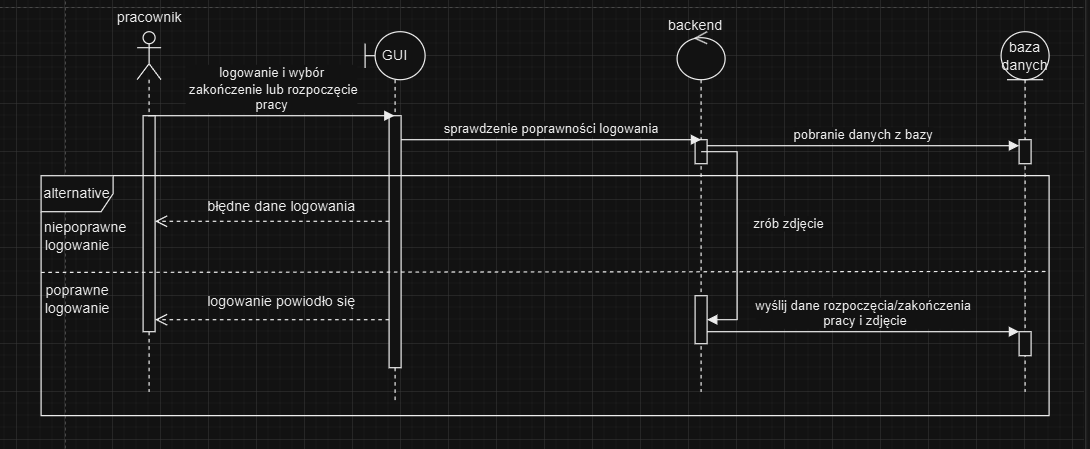 pracownik
GUI
backend
baza
danych
logowanie i wybór
zakończenie lub rozpoczęcie
pracy
sprawdzenie poprawności logowania
pobranie danych z bazy
alternative
niepoprawne
logowanie
błędne dane logowania
zrób zdjęcie
poprawne
logowanie
logowanie powiodło się
wyślij dane rozpoczęcia/zakończenia
pracy i zdjęcie